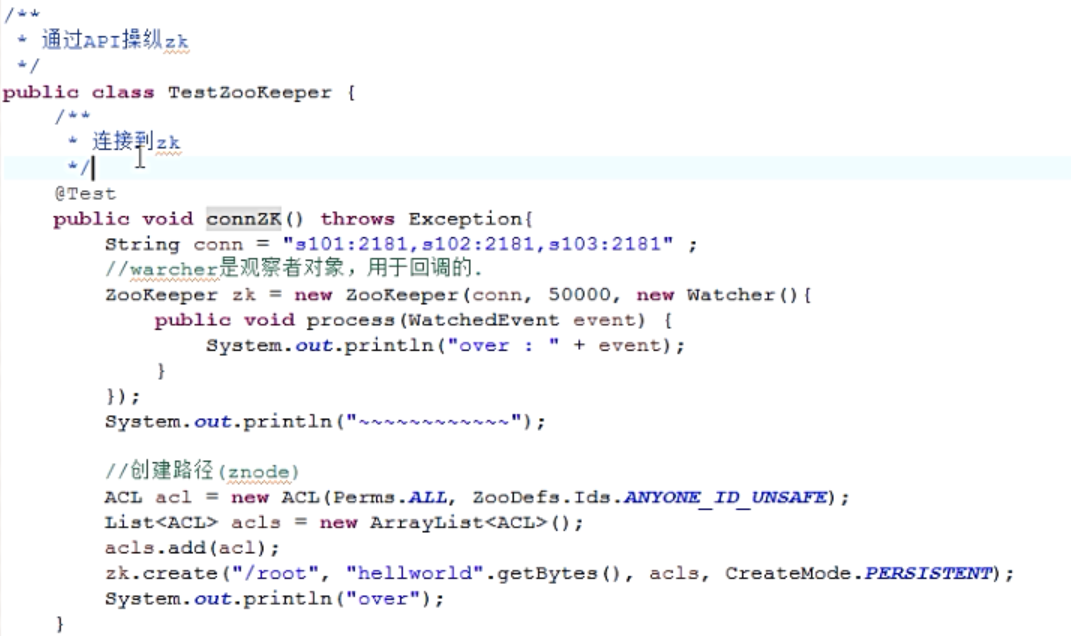 /**
 * 通过API操纵zk
 */
public class TestZooKeeper {
    /**
     * 连接到zk
     */
    @Test
    public void connZK() throws Exception{
        String conn = "s101:2181,s102:2181,s103:2181" ;
        //warcher是观察者对象，用于回调的.
        ZooKeeper zk = new ZooKeeper(conn, 50000, new Watcher(){
            public void process(WatchedEvent event) {
                System.out.println("over : " + event);
            }
        });
        System.out.println("~~~~~~~~~~~~");

        //创建路径(znode)
        ACL acl = new ACL(Perms.ALL, ZooDefs.Ids.ANYONE_ID_UNSAFE);
        List<ACL> acls = new ArrayList<ACL>();
        acls.add(acl);
        zk.create("/root", "hellworld".getBytes(), acls, CreateMode.PERSISTENT);
        System.out.println("over");
    }